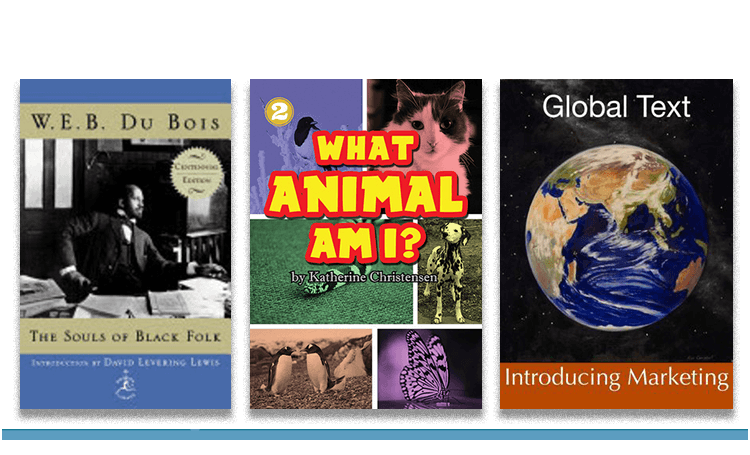 W.E.B. DU BOIS
CENTENNIAL
EDITION
THE SOULS OF BLACK FOLK
INTRODUCTION BY DAVID LEVERING LEWIS
2
WHAT
ANIMAL
AM I?
by Katherine Christensen
Global Text
Introducing Marketing